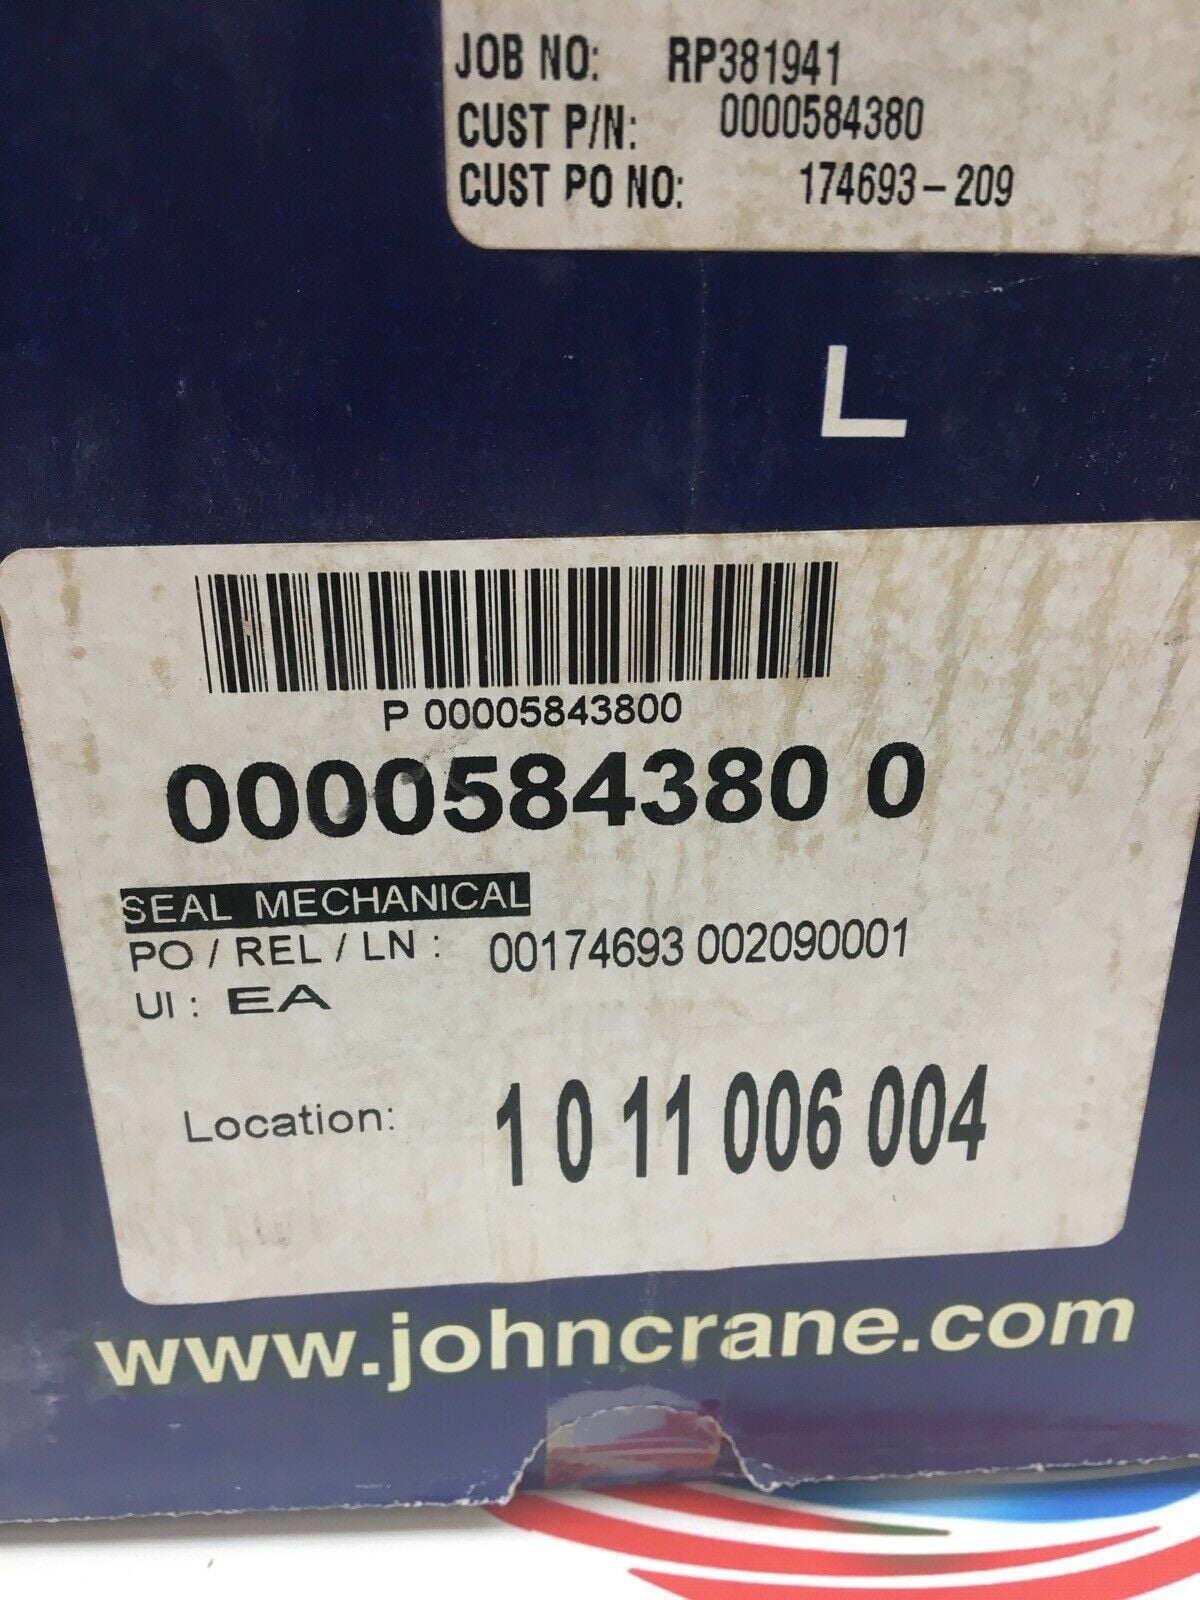 JOB NO: RP381941
CUST P/N: 0000584380
CUST PO NO: 174693-209
L
P 00005843800
0000584380 0
SEAL MECHANICAL
PO / REL / LN : 00174693 002090001
UI : EA
Location: 1 0 11 006 004
www.johncrane.com